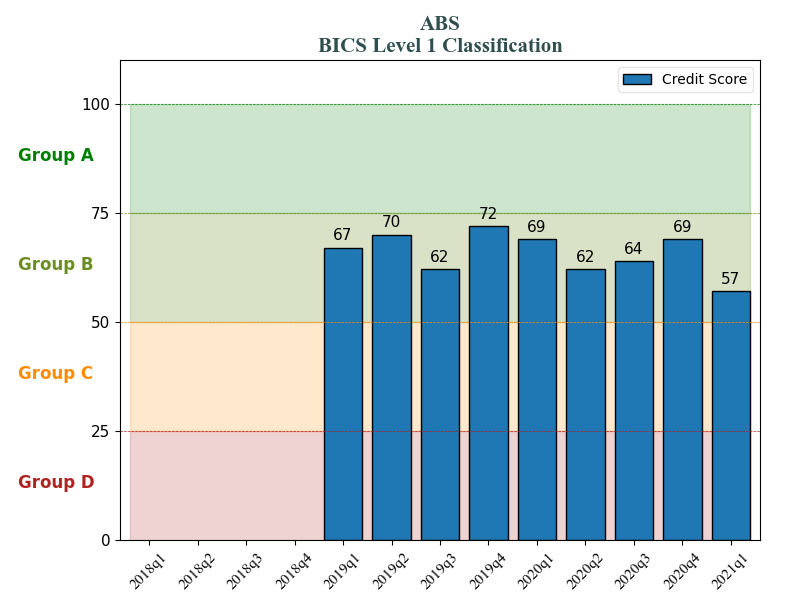 ABS
BICS Level 1 Classification
Credit Score
100
Group A
75
72
70
69
69
67
64
62
62
Group B
57
50
Group C
25
Group D
0
2018q1
2018q2
2018q3
2018q4
2019q1
2019q2
2019q3
2019q4
2020q1
2020q2
2020q3
2020q4
2021q1